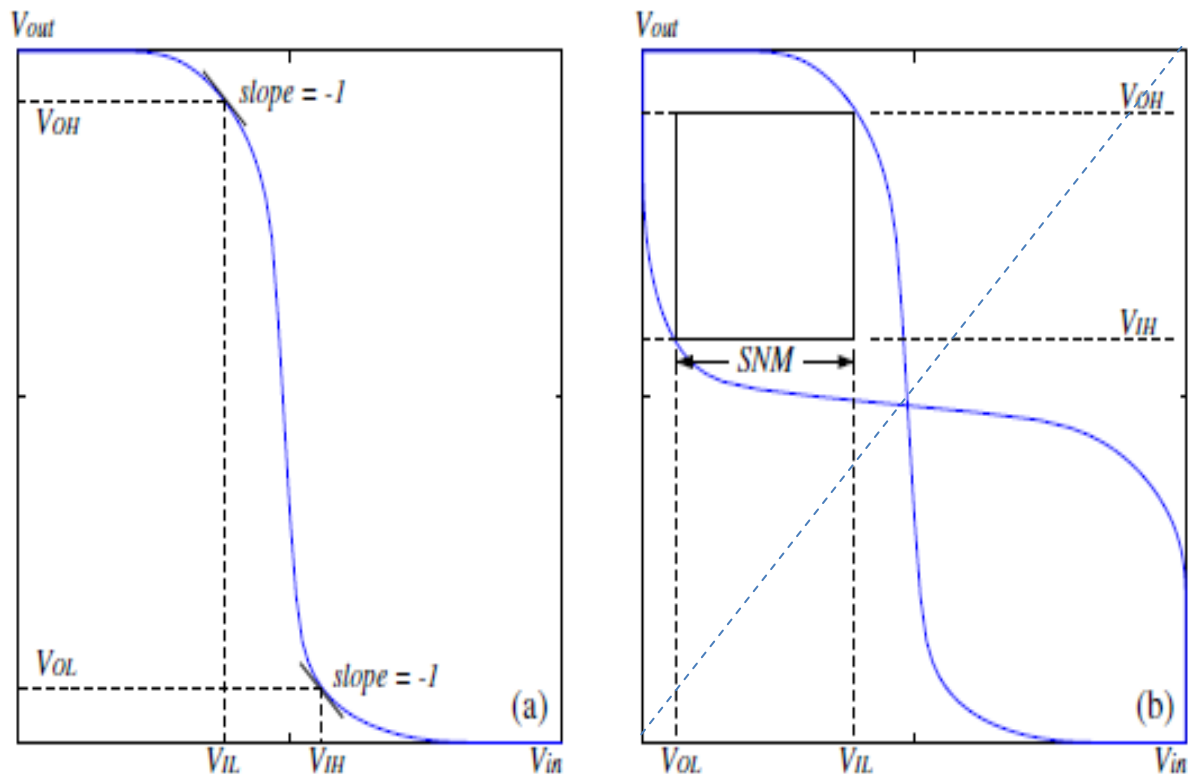 Vout
slope = -1
VOH
VOL
slope = -1
(a)
VIL
VIH
Vin
Vout
VOH
VIH
SNM
(b)
VOL
VIL
Vin